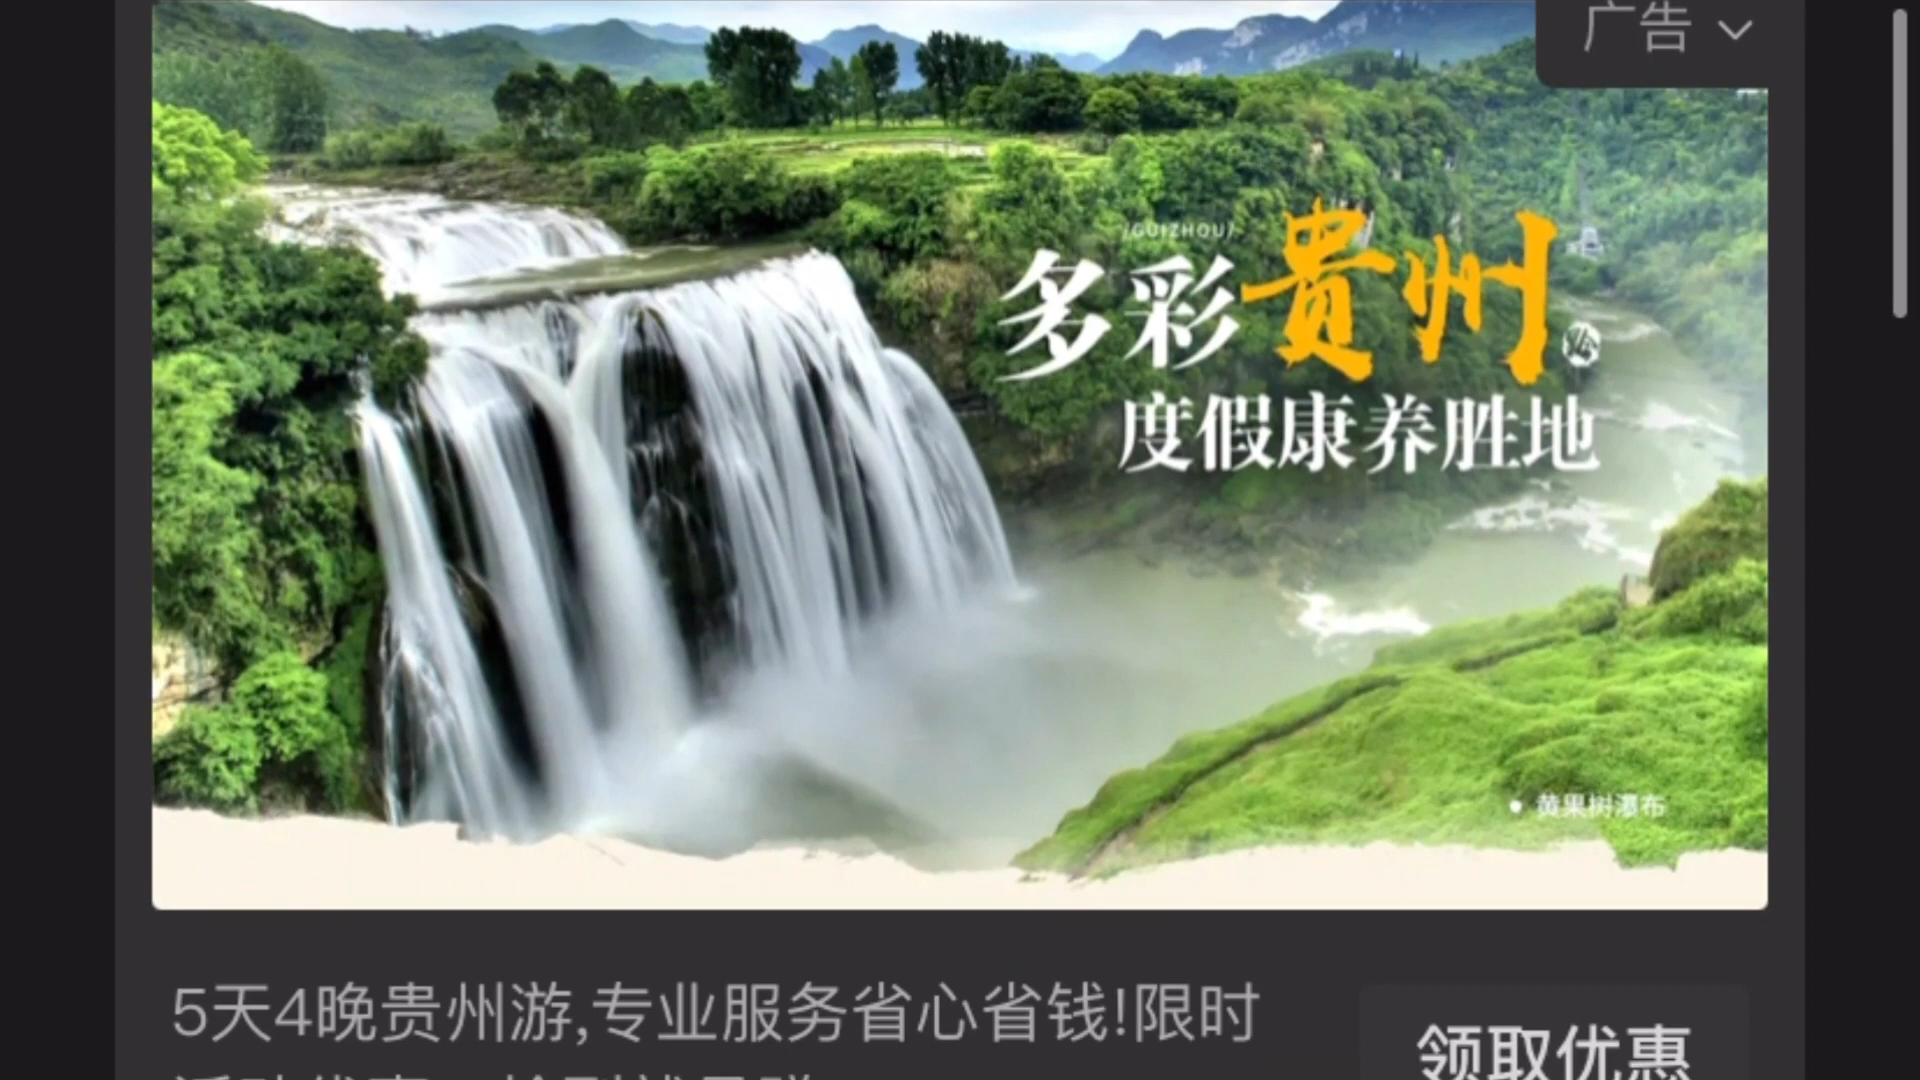 广告
/GUIZHOU/
多彩贵州
度假康养胜地
黄果树瀑布
5天4晚贵州游,专业服务省心省钱!限时
领取优惠